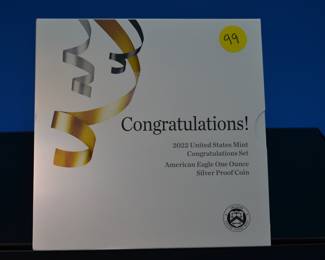 99
Congratulations!
2022 United States Mint
Congratulations Set
American Eagle One Ounce
Silver Proof Coin